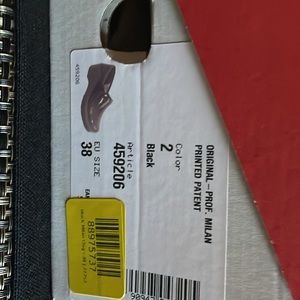 ORIGINAL-PROF. MILAN
PRINTED PATENT
Color
2
Black
Article
459206
EU SIZE
38
459206
88975737